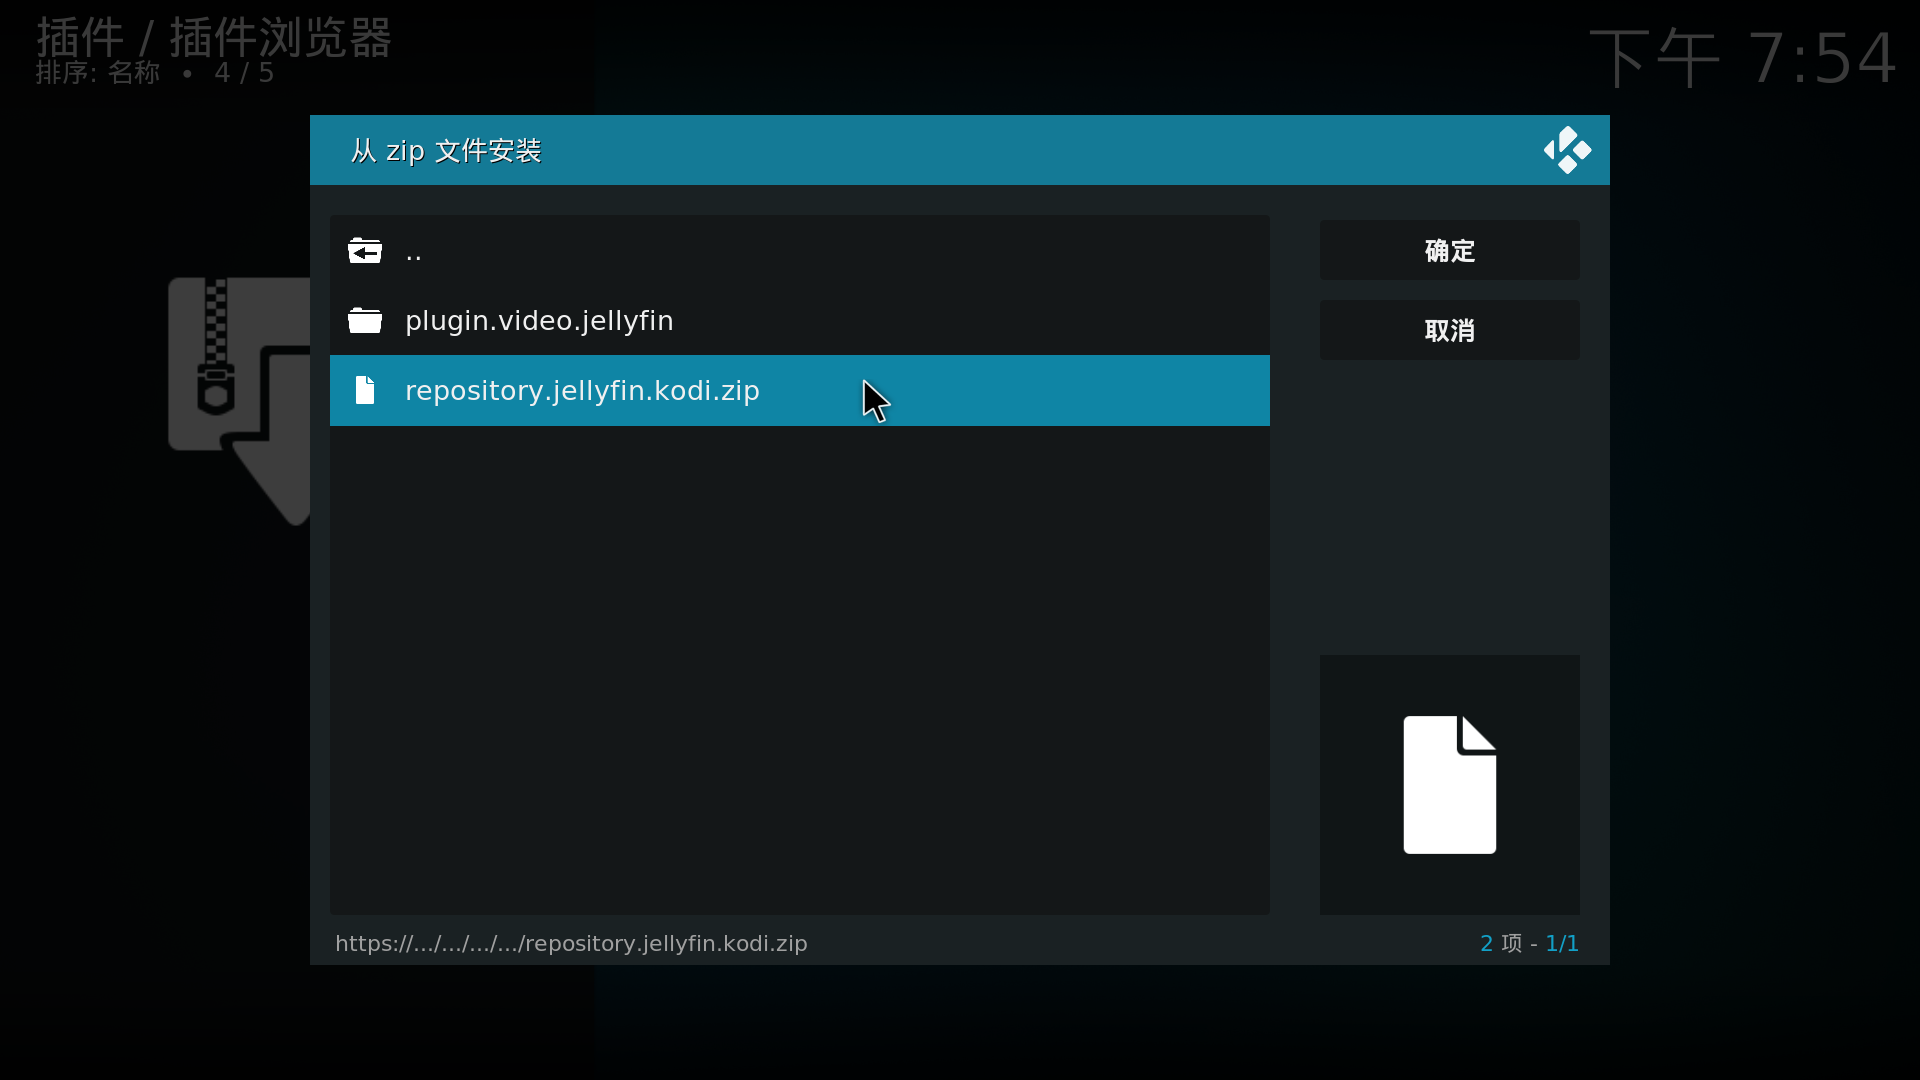 插件 / 插件浏览器
排序: 名称 • 4 / 5
下午 7:54
从 zip 文件安装
..
plugin.video.jellyfin
repository.jellyfin.kodi.zip
确定
取消
https://.../.../.../.../repository.jellyfin.kodi.zip
2 项 - 1/1